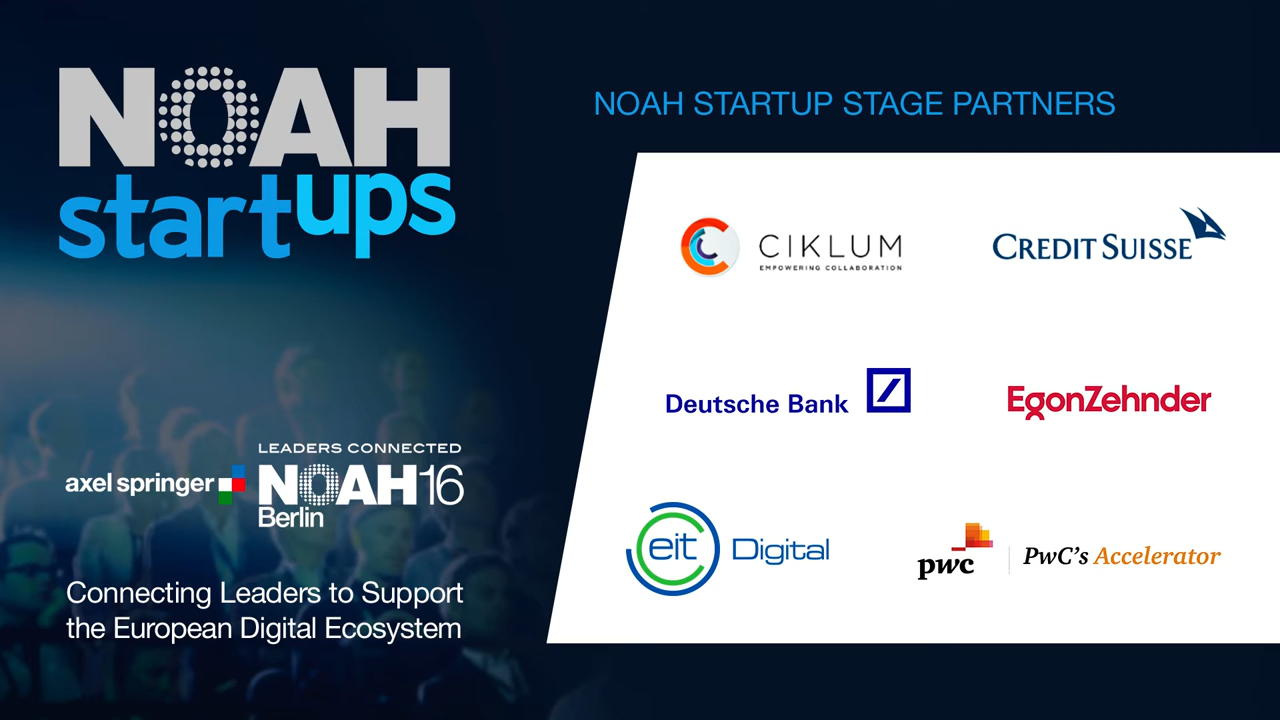 NOAH
startups
axel springer
LEADERS CONNECTED
NOAH16
Berlin
Connecting Leaders to Support
the European Digital Ecosystem
NOAH STARTUP STAGE PARTNERS
CIKLUM
EMPOWERING COLLABORATION
CREDIT SUISSE
Deutsche Bank
EgonZehnder
eit Digital
pwc
PwC's Accelerator